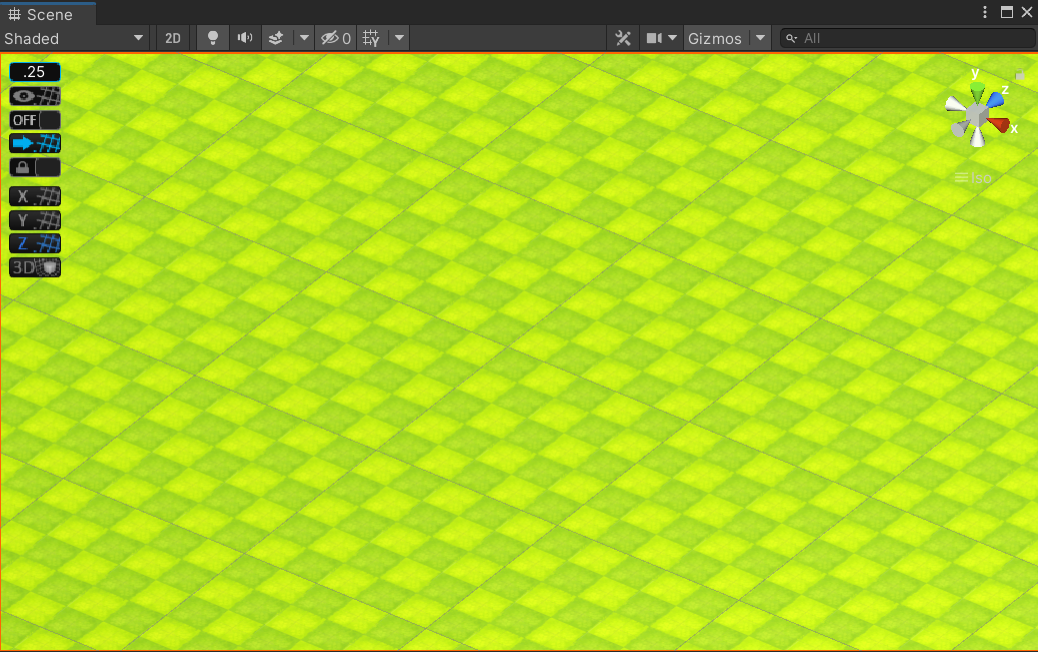 Scene
Shaded
2D
0
Gizmos
All
.25
OFF
X
Y
Z
3D
y
z
x
Iso